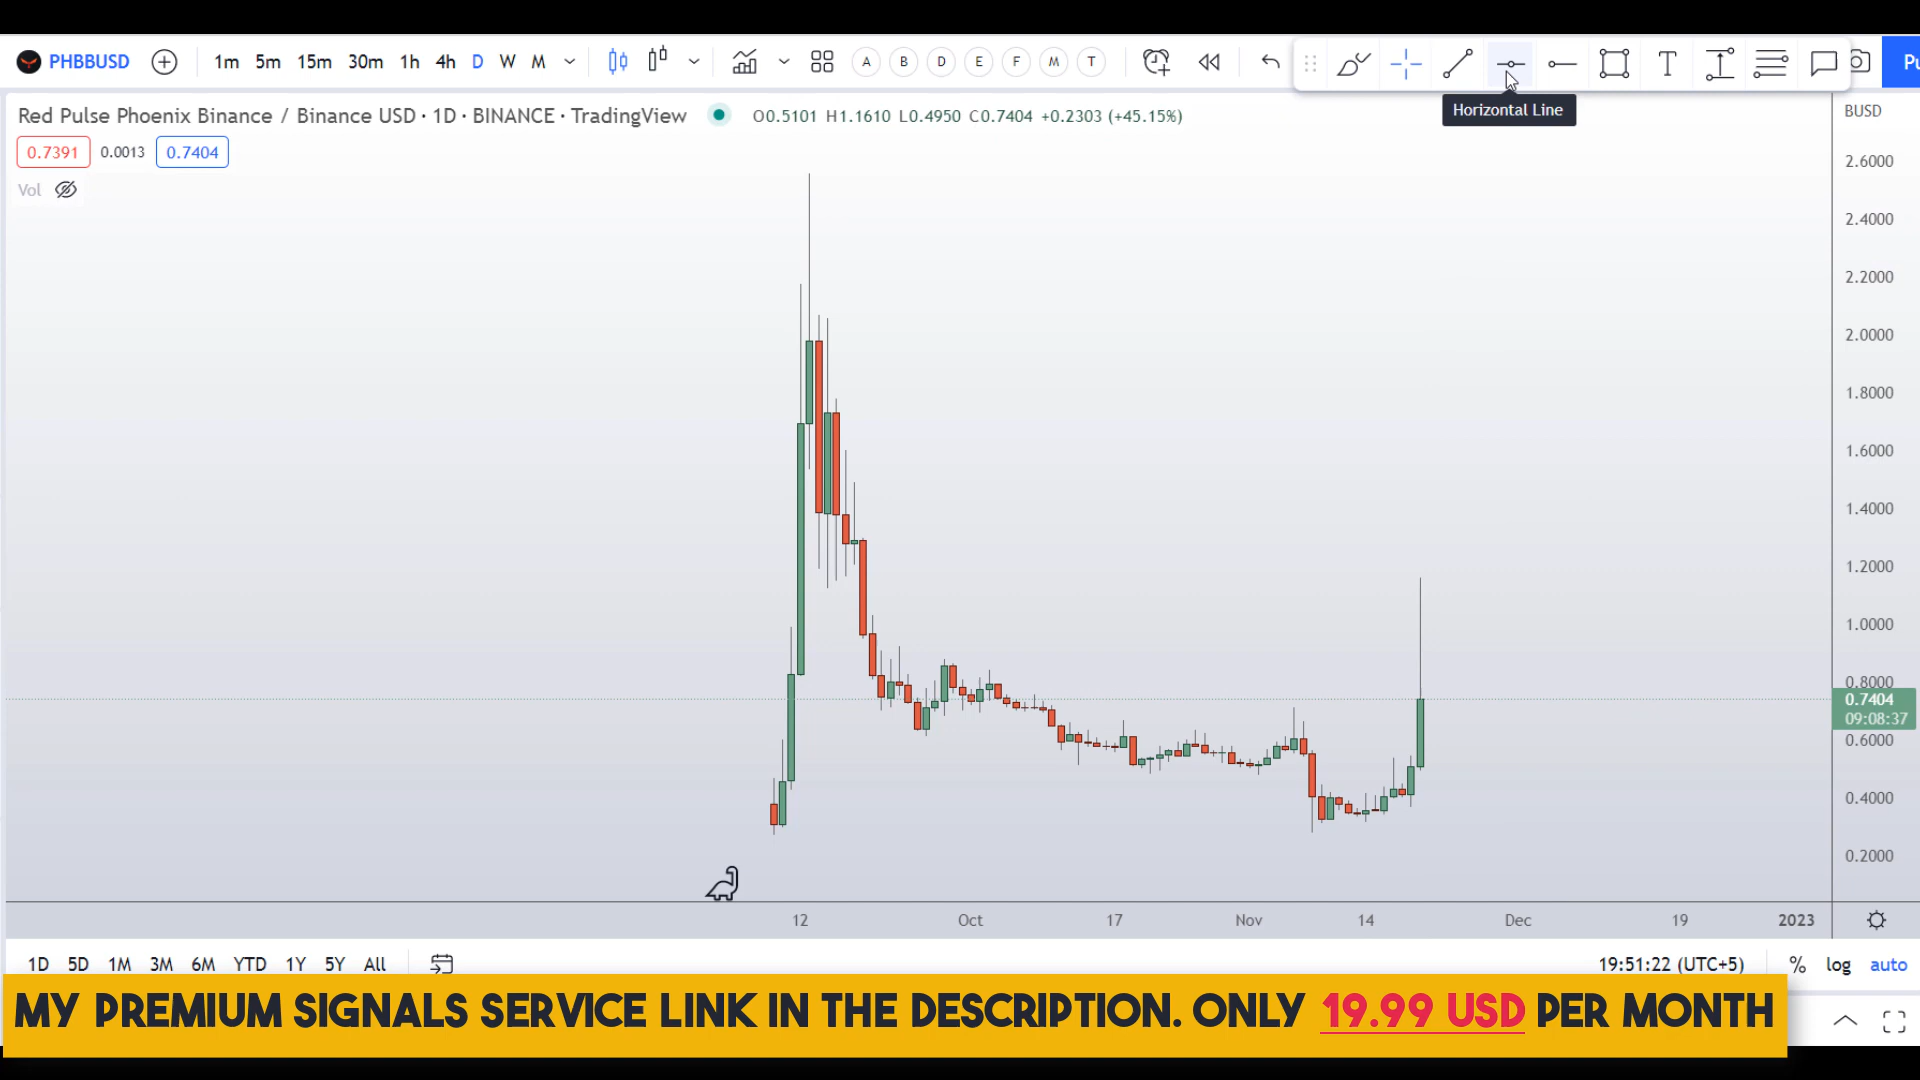 PHBBUSD 1m 5m 15m 30m 1h 4h D W M A B D E F M T Pu
Horizontal Line
Red Pulse Phoenix Binance / Binance USD · 1D · BINANCE · TradingView O0.5101 H1.1610 L0.4950 C0.7404 +0.2303 (+45.15%) BUSD
0.7391 0.0013 0.7404
Vol
2.6000
2.4000
2.2000
2.0000
1.8000
1.6000
1.4000
1.2000
1.0000
0.8000
0.7404
09:08:37
0.6000
0.4000
0.2000
12 Oct 17 Nov 14 Dec 19 2023
1D 5D 1M 3M 6M YTD 1Y 5Y All 19:51:22 (UTC+5) % log auto
MY PREMIUM SIGNALS SERVICE LINK IN THE DESCRIPTION. ONLY 19.99 USD PER MONTH